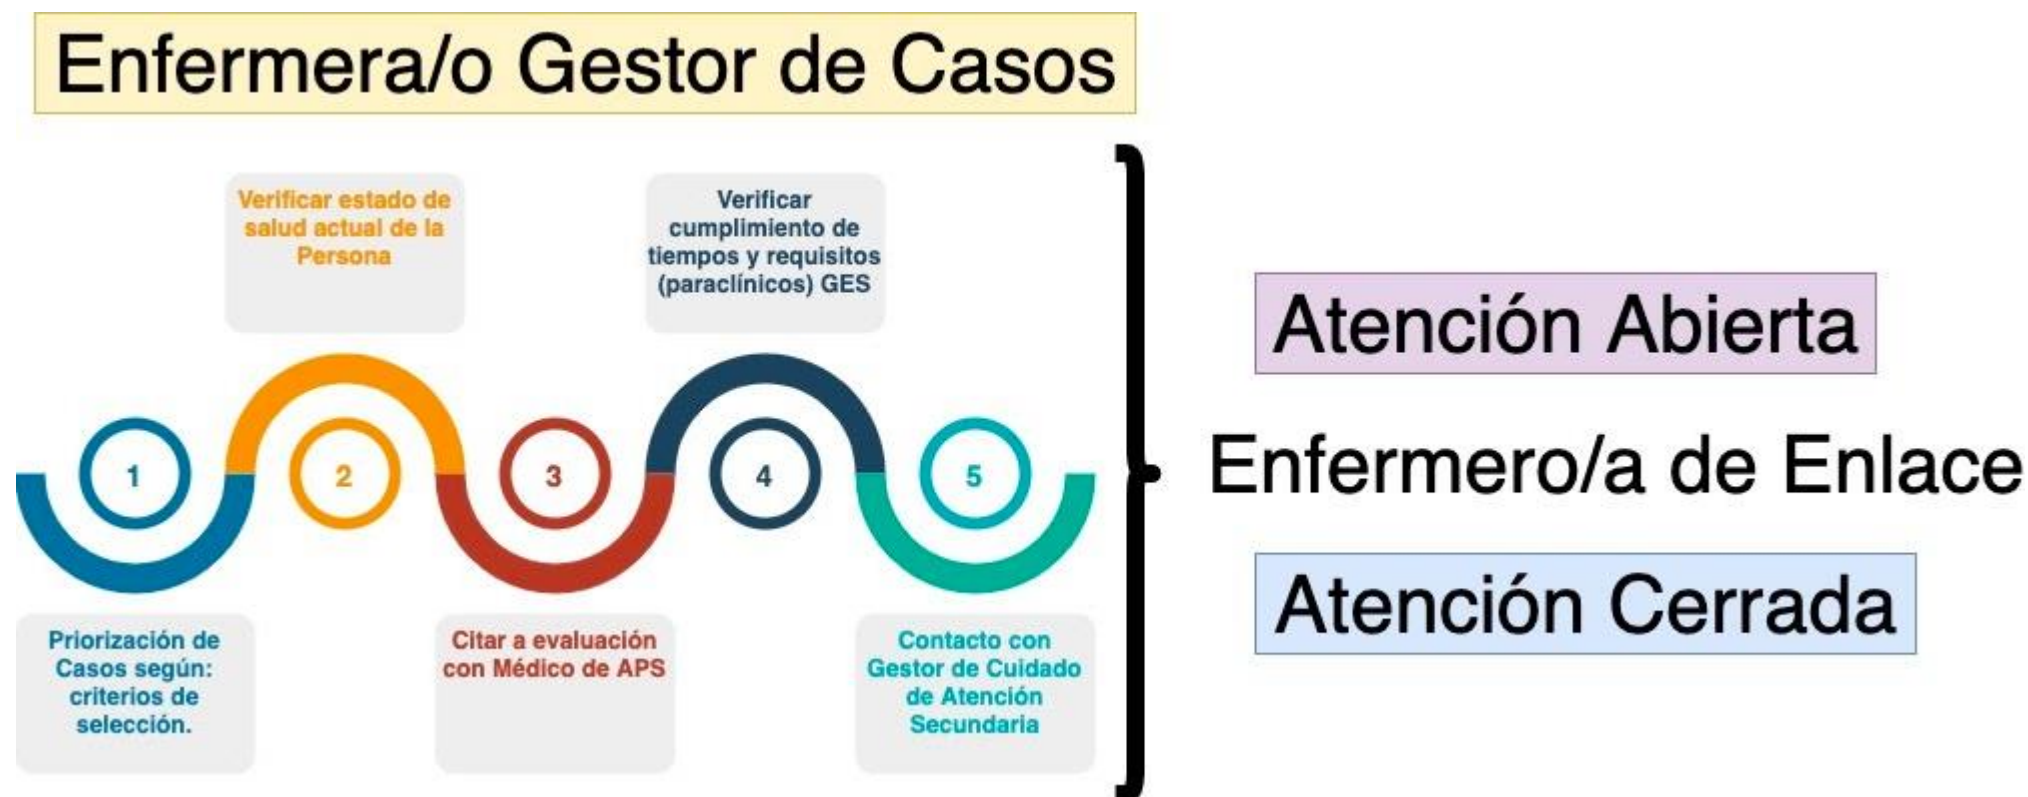 Enfermera/o Gestor de Casos
Verificar estado de
salud actual de la
Persona
Verificar
cumplimiento de
tiempos y requisitos
(paraclínicos) GES
1
2
3
4
5
Priorización de
Casos según:
criterios de
selección.
Citar a evaluación
con Médico de APS
Contacto con
Gestor de Cuidado
de Atención
Secundaria
Atención Abierta
Enfermero/a de Enlace
Atención Cerrada